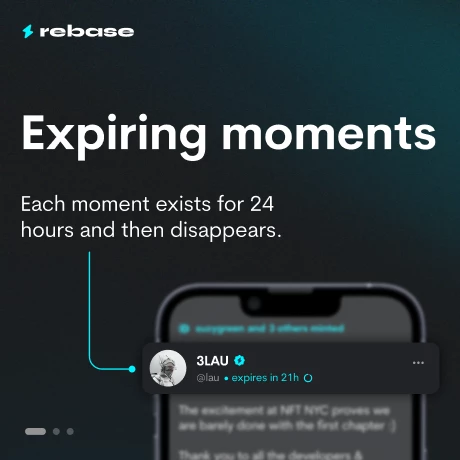 rebase
Expiring moments
Each moment exists for 24
hours and then disappears.
suzygreen and 3 others minted
3LAU
@lau • expires in 21h
The excitement at NFT NYC proves we
are barely done with the first chapter :)
Thank you to all the developers &